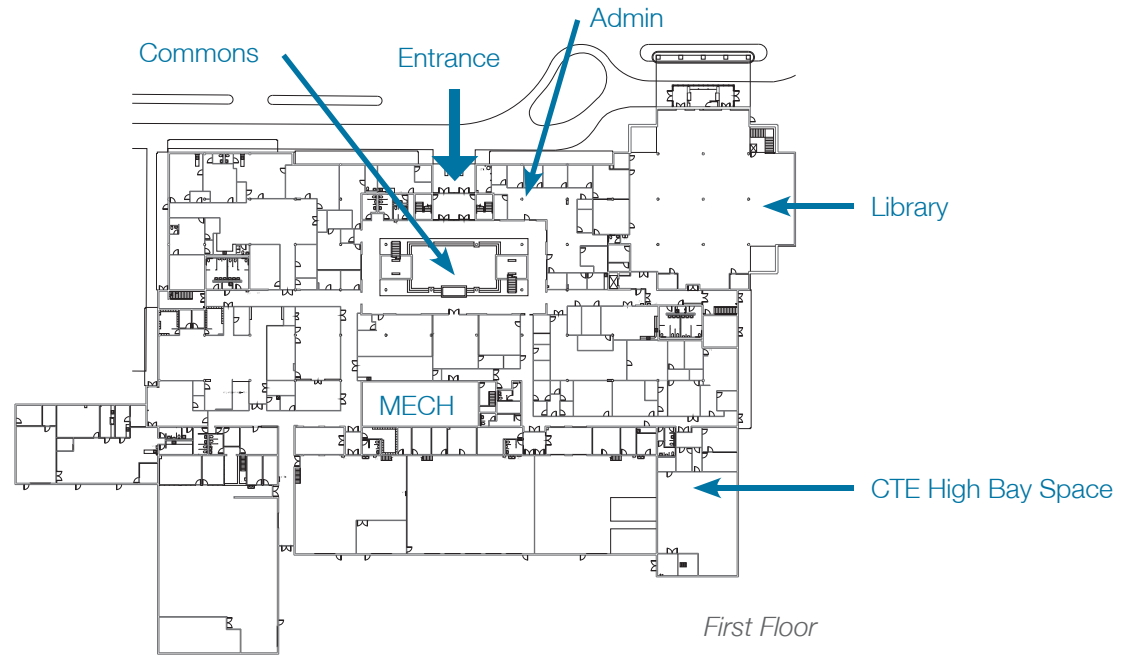 Admin
Commons
Entrance
Library
MECH
CTE High Bay Space
First Floor